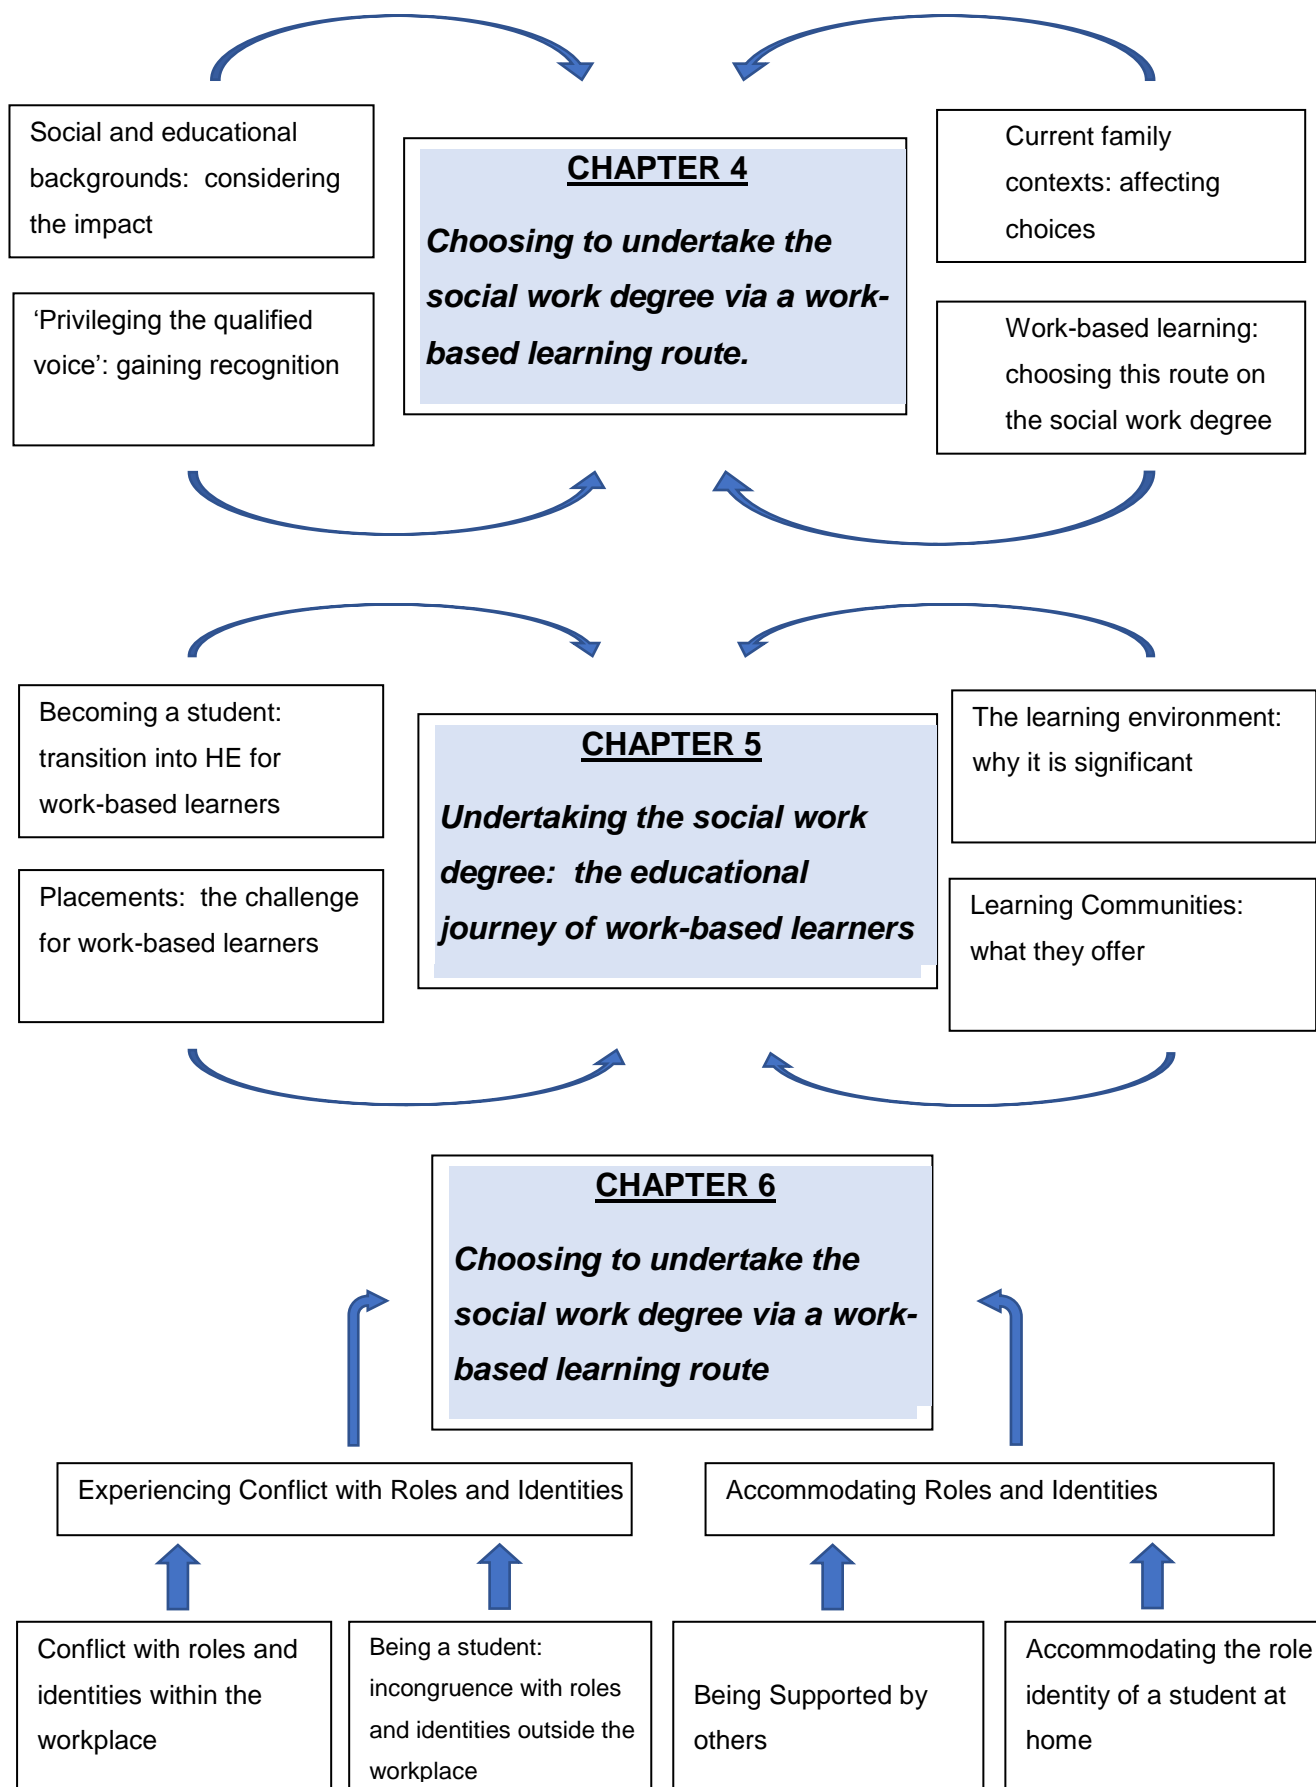 Social and educational
backgrounds:  considering
the impact
CHAPTER 4
Choosing to undertake the
social work degree via a work-
based learning route.
Current family
contexts: affecting
choices
‘Privileging the qualified
voice’: gaining recognition
Work-based learning:
choosing this route on
the social work degree
Becoming a student:
transition into HE for
work-based learners
CHAPTER 5
Undertaking the social work
degree:  the educational
journey of work-based learners
The learning environment:
why it is significant
Placements:  the challenge
for work-based learners
Learning Communities:
what they offer
CHAPTER 6
Choosing to undertake the
social work degree via a work-
based learning route
Experiencing Conflict with Roles and Identities
Accommodating Roles and Identities
Conflict with roles and
identities within the
workplace
Being a student:
incongruence with roles
and identities outside the
workplace
Being Supported by
others
Accommodating the role
identity of a student at
home